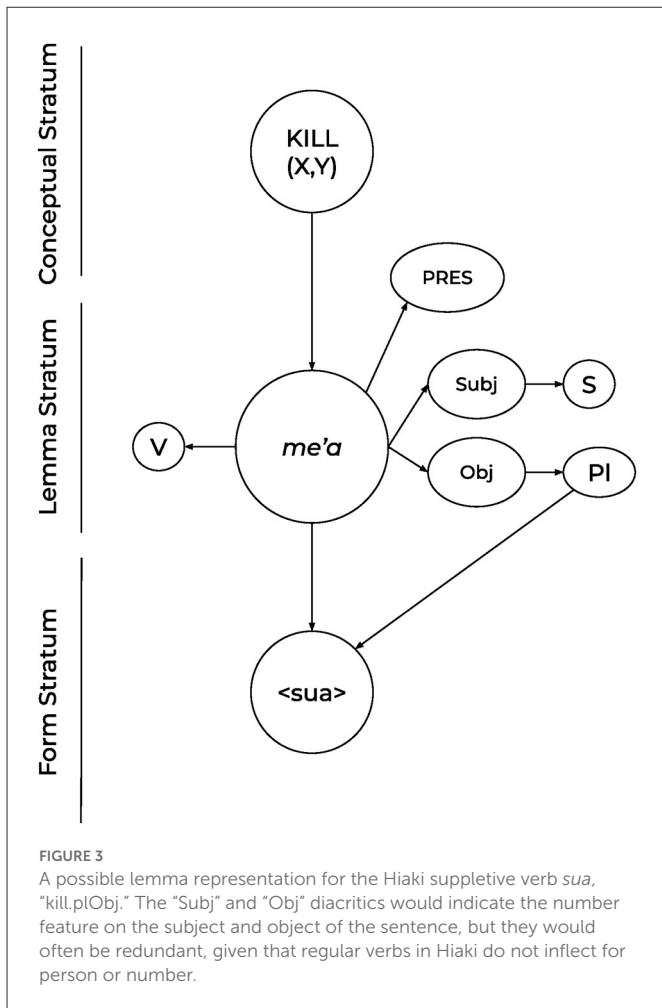 Conceptual Stratum
KILL
(X,Y)
PRES
Lemma Stratum
Subj
S
V
me’a
Obj
Pl
Form Stratum
<sua>
FIGURE 3
A possible lemma representation for the Hiaki suppletive verb sua,
“kill.plObj.” The “Subj” and “Obj” diacritics would indicate the number
feature on the subject and object of the sentence, but they would
often be redundant, given that regular verbs in Hiaki do not inflect for
person or number.